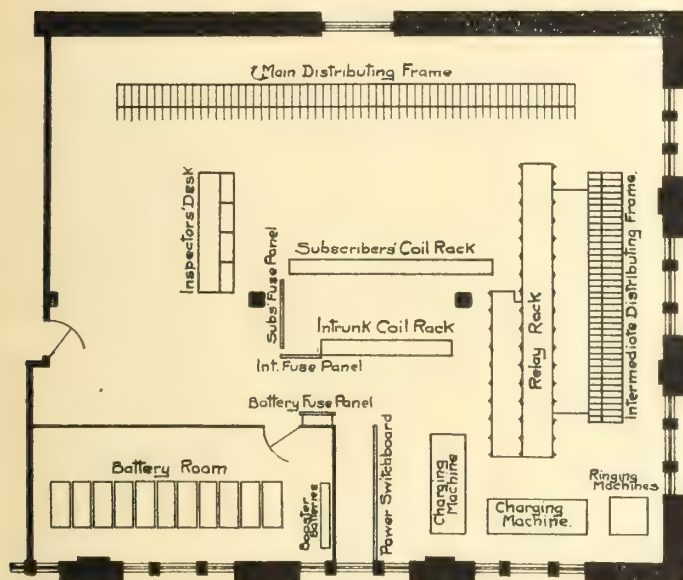 Main Distributing Frame
Inspectors' Desk
Subscribers' Coil Rack
Subs' Fuse Panel
Intrunk Coil Rack
Int. Fuse Panel
Relay Rack
Intermediate Distributing Frame.
Battery Fuse Panel
Battery Room
Booster
Batteries
Power Switchboard
Charging
Machine
Charging
Machine.
Ringing
Machines